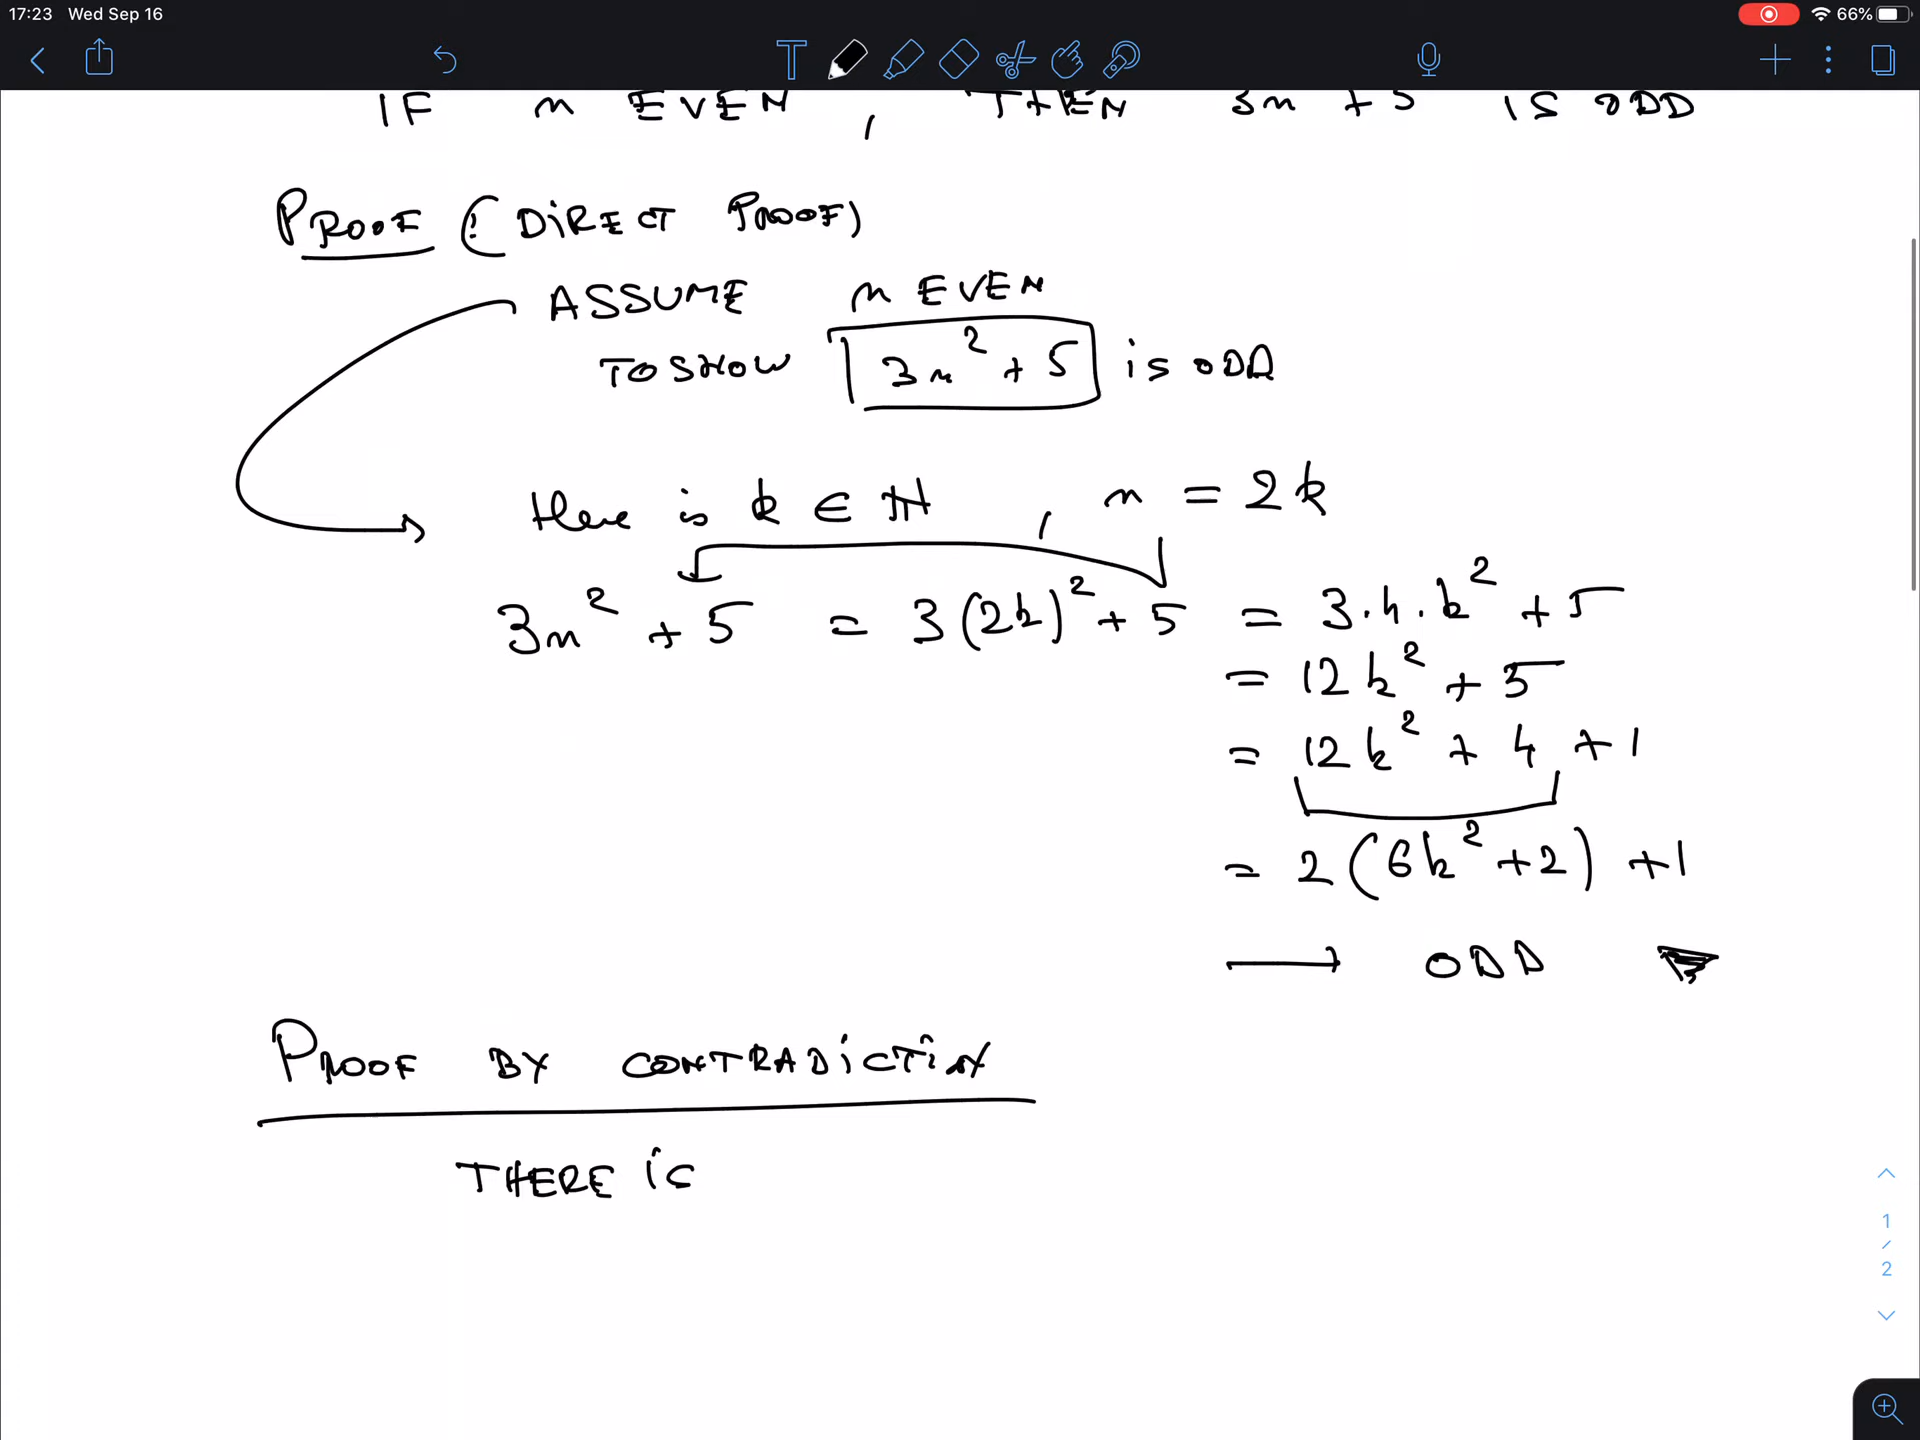 17:23 Wed Sep 16 66%
IF n EVEN, THEN 3n + 5 IS ODD
PROOF (: DIRECT PROOF)
ASSUME n EVEN
TO SHOW 3n² + 5 is ODD
there is k ∈ ℕ, n = 2k
3n² + 5 = 3(2k)² + 5 = 3·4·k² + 5
= 12k² + 5
= 12k² + 4 + 1
= 2(6k² + 2) + 1
→ ODD
PROOF BY CONTRADICTION
THERE is
1
/
2